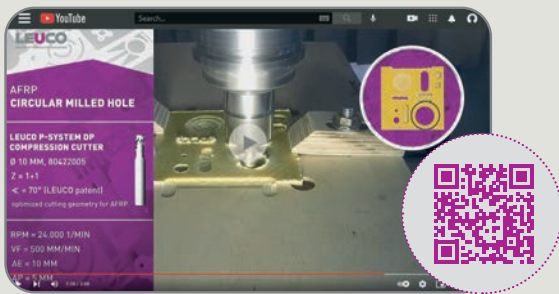 YouTube
Search...
LEUCO
AFRP
CIRCULAR MILLED HOLE
LEUCO P-SYSTEM DP
COMPRESSION CUTTER
Ø 10 MM, 80422005
Z = 1+1
∢ = 70° (LEUCO patent)
optimized cutting geometry for AFRP
RPM = 24.000 1/MIN
VF = 500 MM/MIN
AE = 10 MM
AP = 5 MM